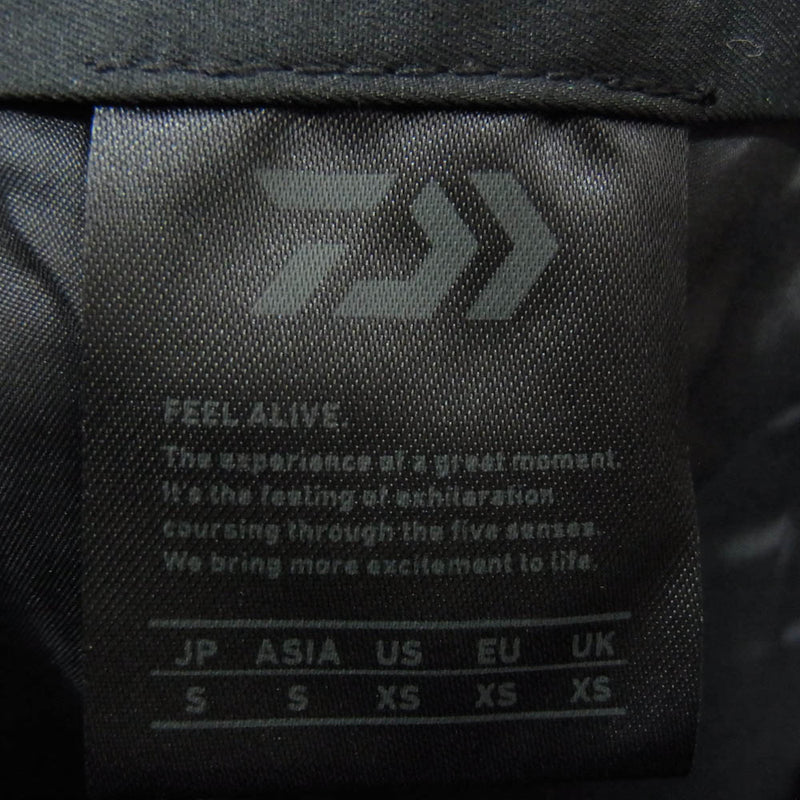 FEEL ALIVE.
The experience of a great moment.
It's the feeling of exhilaration
coursing through the five senses.
We bring more excitement to life.
JP ASIA US EU UK
S S XS XS XS